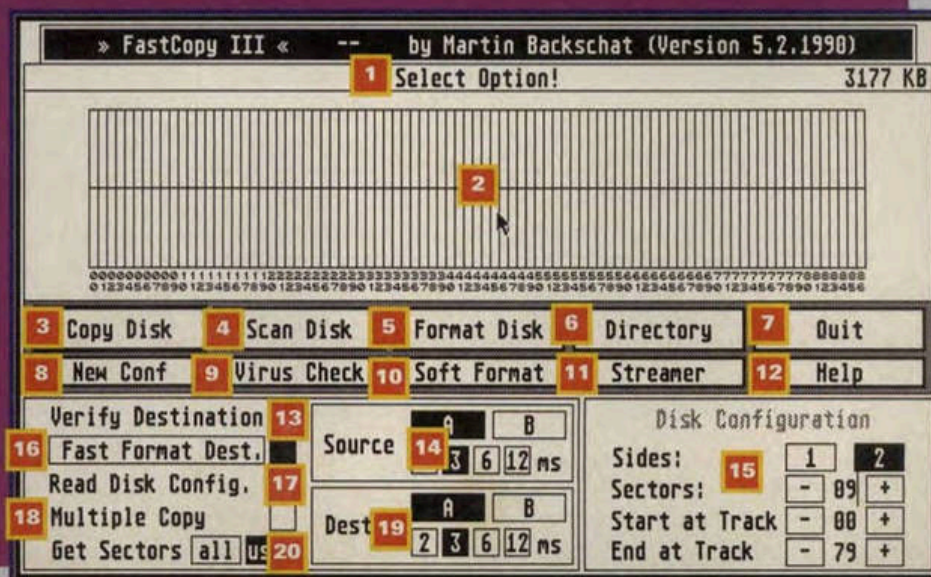 » FastCopy III « -- by Martin Backschat (Version 5.2.1990)
1 Select Option! 3177 KB
2
3 Copy Disk 4 Scan Disk 5 Format Disk 6 Directory 7 Quit
8 New Conf 9 Virus Check 10 Soft Format 11 Streamer 12 Help
Verify Destination 13
16 Fast Format Dest.
Read Disk Config. 17
18 Multiple Copy
Get Sectors all us 20
Source 14 A B
3 6 12 ms
Dest 19 A B
2 3 6 12 ms
Disk Configuration
Sides: 15 1 2
Sectors: - 09 +
Start at Track - 00 +
End at Track - 79 +